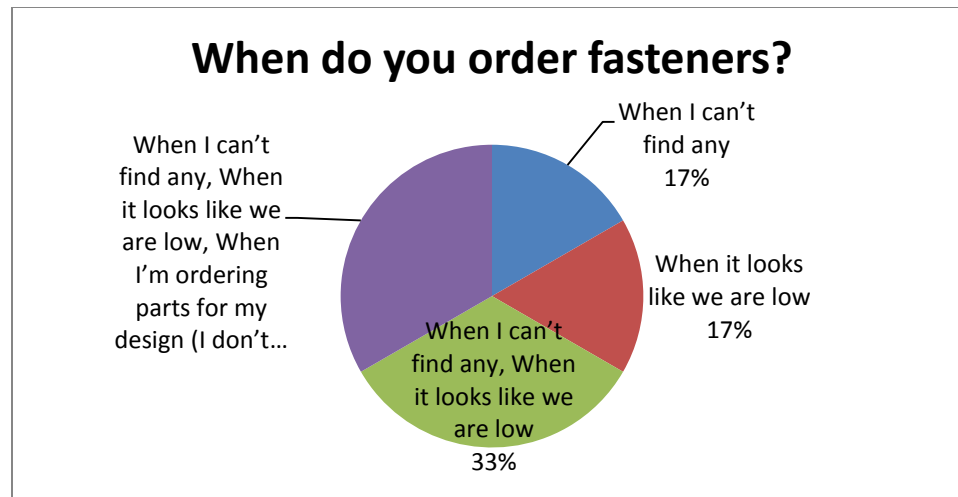 When do you order fasteners?
When I can’t
find any
17%
When it looks
like we are low
17%
When I can’t
find any, When
it looks like we
are low
33%
When I can’t
find any, When
it looks like we
are low, When
I’m ordering
parts for my
design (I don’t…